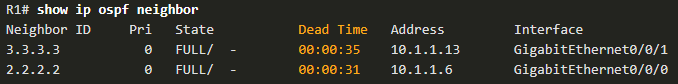 R1# show ip ospf neighbor
Neighbor ID     Pri   State           Dead Time   Address         Interface
3.3.3.3           0   FULL/  -        00:00:35    10.1.1.13       GigabitEthernet0/0/1
2.2.2.2           0   FULL/  -        00:00:31    10.1.1.6        GigabitEthernet0/0/0